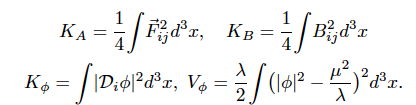 K_A = \frac{1}{4} \int \vec{F}_{ij}^2 d^3x, K_B = \frac{1}{4} \int B_{ij}^2 d^3x
K_\phi = \int |\mathcal{D}_i \phi|^2 d^3x, V_\phi = \frac{\lambda}{2} \int (|\phi|^2 - \frac{\mu^2}{\lambda})^2 d^3x.